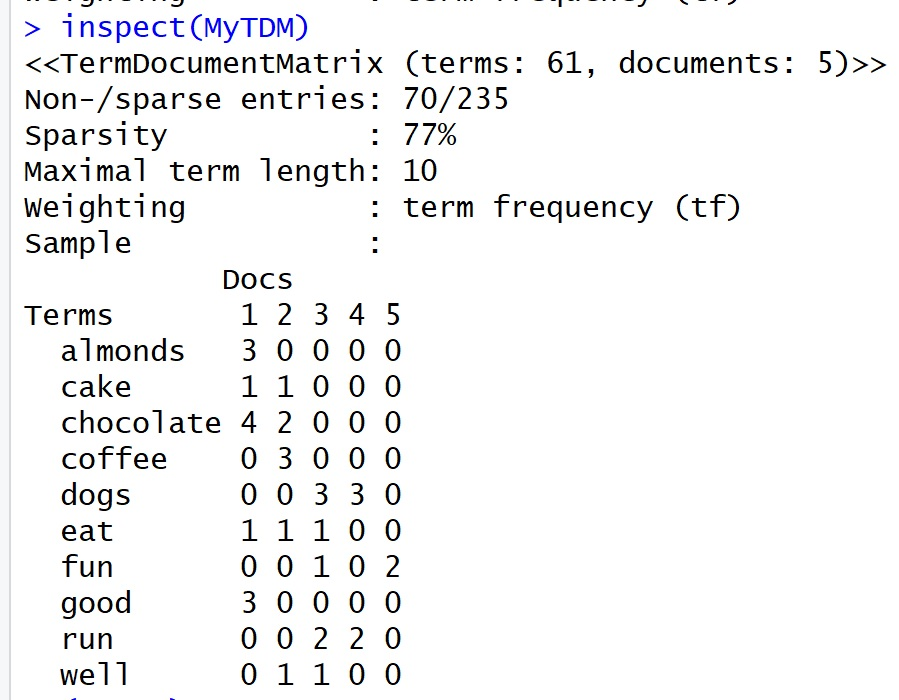 > inspect(MyTDM)
<<TermDocumentMatrix (terms: 61, documents: 5)>>
Non-/sparse entries: 70/235
Sparsity           : 77%
Maximal term length: 10
Weighting          : term frequency (tf)
Sample             :
           Docs
Terms       1 2 3 4 5
  almonds   3 0 0 0 0
  cake      1 1 0 0 0
  chocolate 4 2 0 0 0
  coffee    0 3 0 0 0
  dogs      0 0 3 3 0
  eat       1 1 1 0 0
  fun       0 0 1 0 2
  good      3 0 0 0 0
  run       0 0 2 2 0
  well      0 1 1 0 0